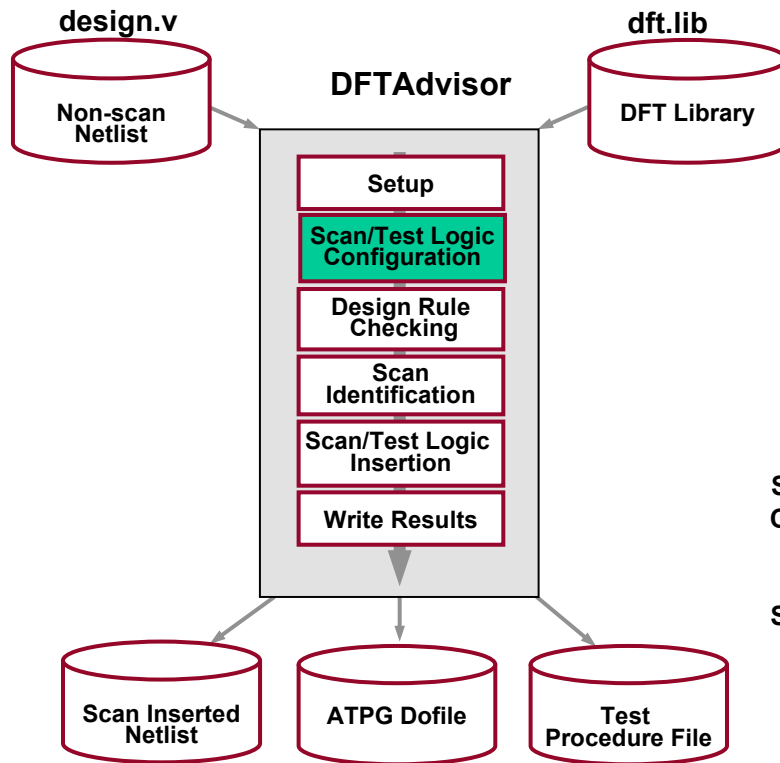 design.v
dft.lib
DFTAdvisor
Non-scan
Netlist
DFT Library
Setup
Scan/Test Logic
Configuration
Design Rule
Checking
Scan
Identification
Scan/Test Logic
Insertion
Write Results
Scan Inserted
Netlist
ATPG Dofile
Test
Procedure File